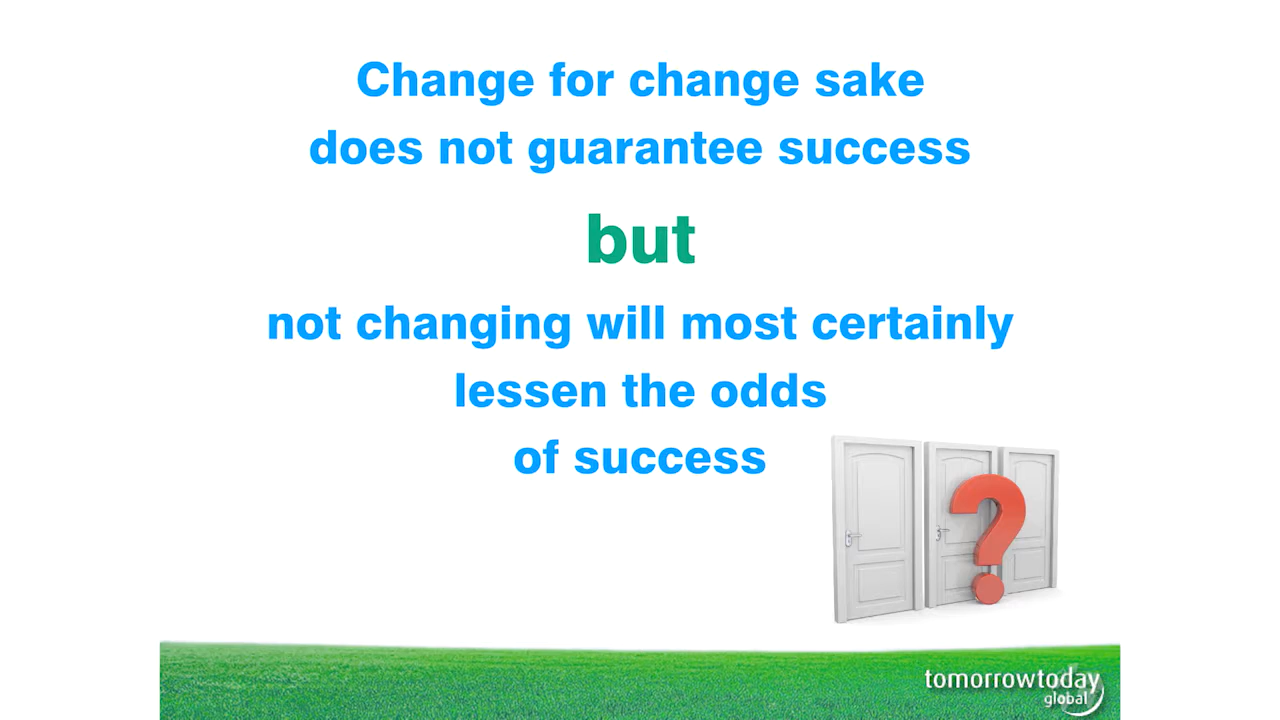 Change for change sake
does not guarantee success
but
not changing will most certainly
lessen the odds
of success
?
tomorrowtoday
global